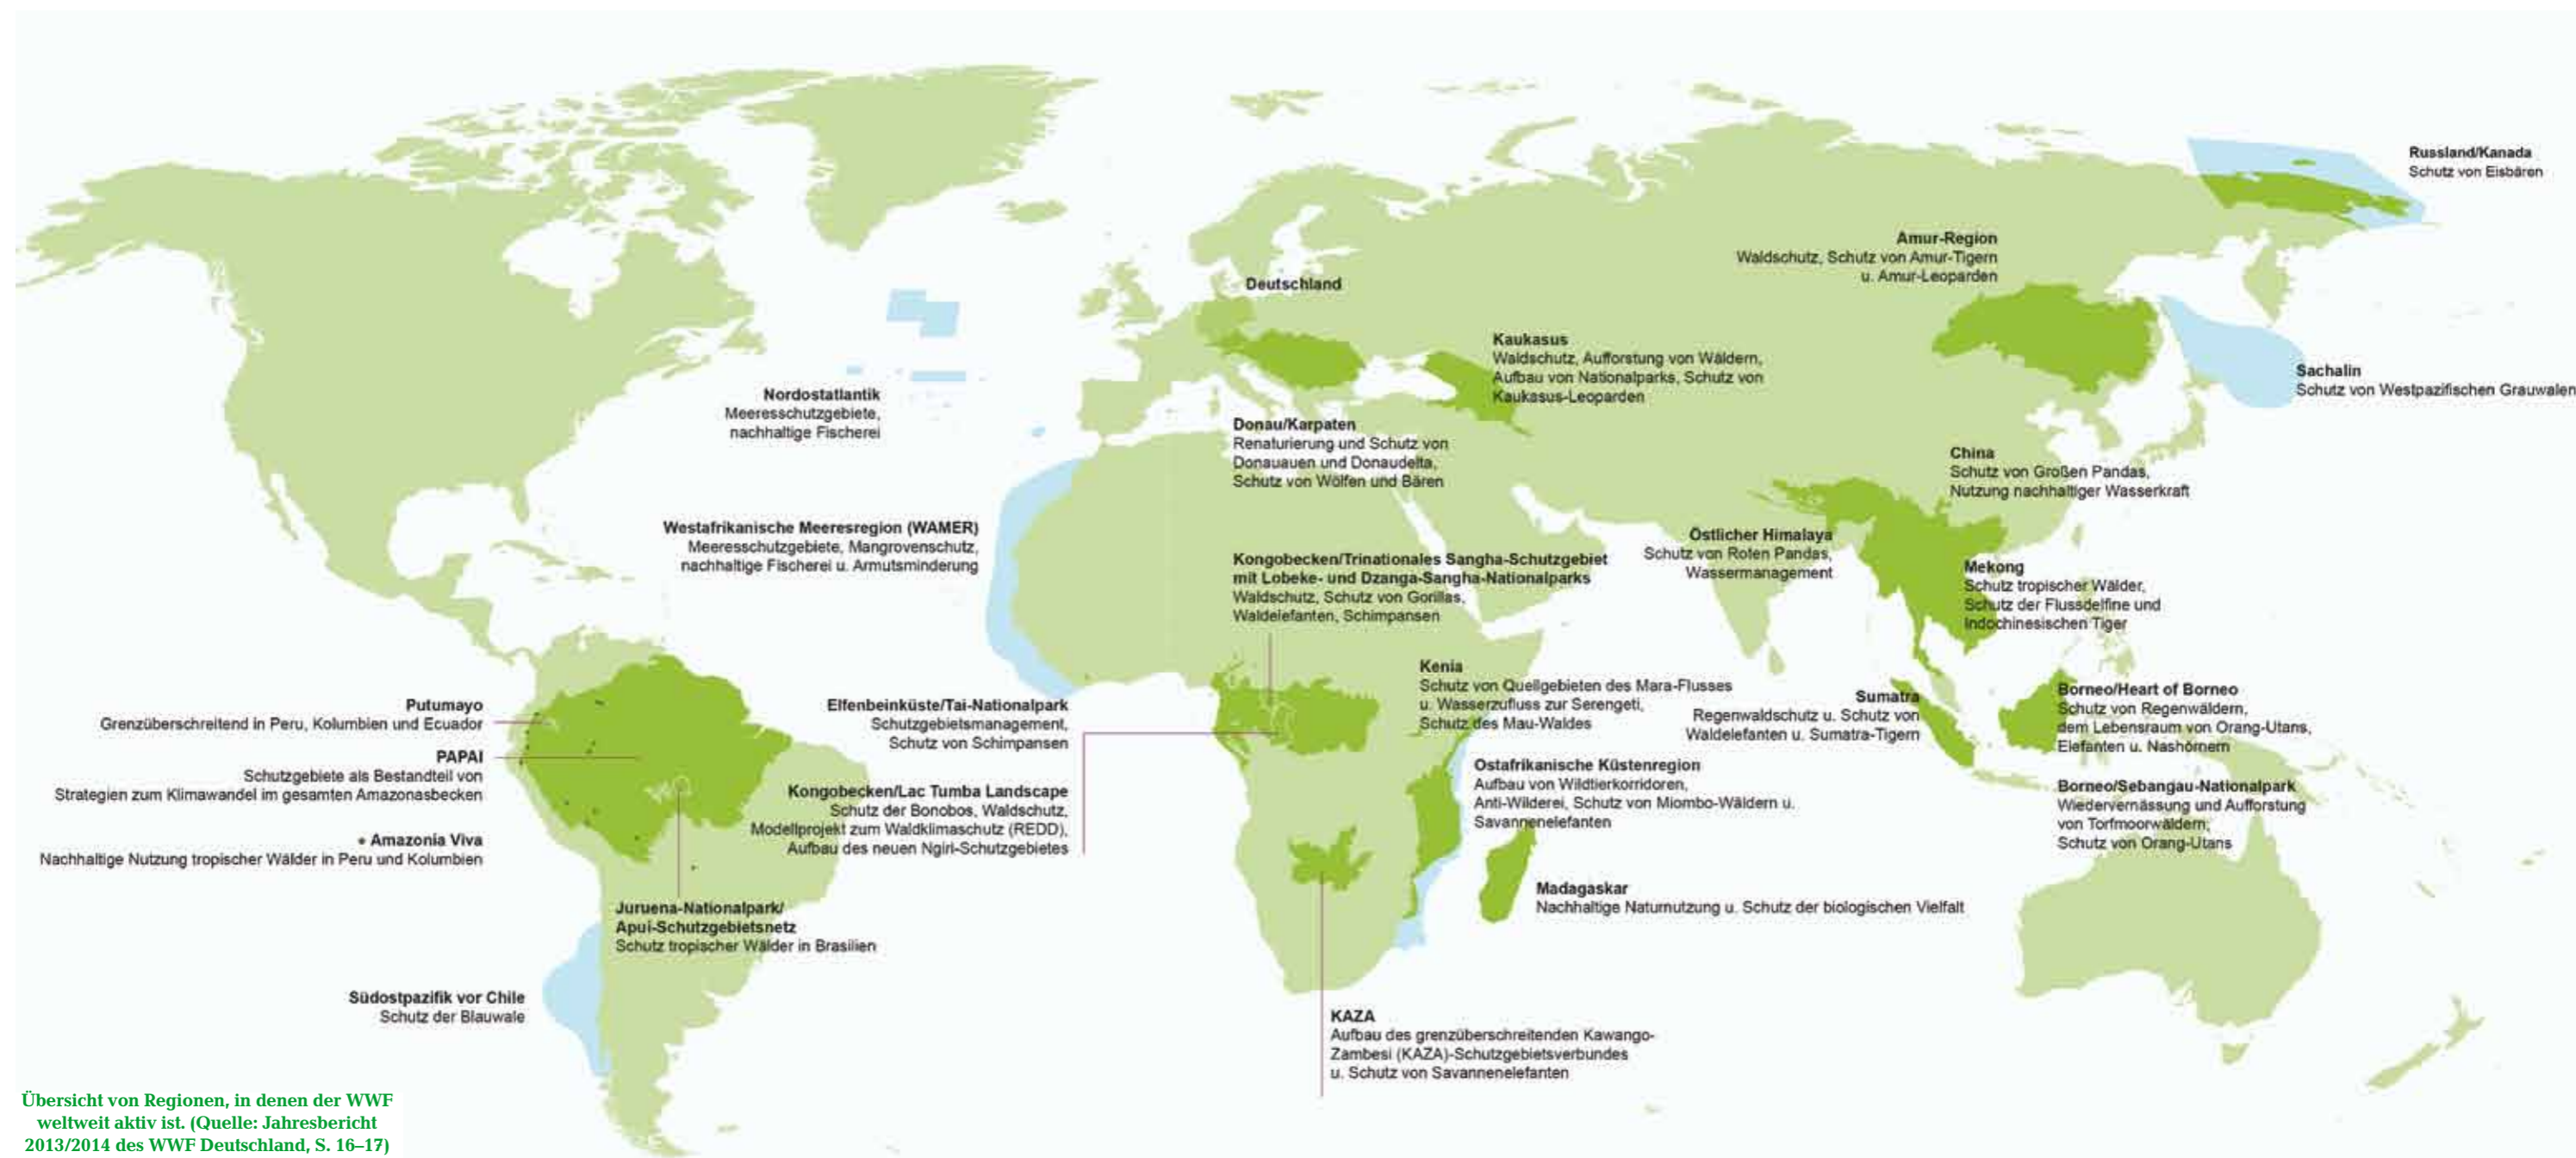 Russland/Kanada
Schutz von Eisbären
Amur-Region
Waldschutz, Schutz von Amur-Tigern
u. Amur-Leoparden
Deutschland
Kaukasus
Waldschutz, Aufforstung von Wäldern,
Aufbau von Nationalparks, Schutz von
Kaukasus-Leoparden
Sachalin
Schutz von Westpazifischen Grauwalen
Nordostatlantik
Meeresschutzgebiete,
nachhaltige Fischerei
Donau/Karpaten
Renaturierung und Schutz von
Donauauen und Donaudelta,
Schutz von Wölfen und Bären
China
Schutz von Großen Pandas,
Nutzung nachhaltiger Wasserkraft
Westafrikanische Meeresregion (WAMER)
Meeresschutzgebiete, Mangrovenschutz,
nachhaltige Fischerei u. Armutsminderung
Östlicher Himalaya
Schutz von Roten Pandas,
Wassermanagement
Kongobecken/Trinationales Sangha-Schutzgebiet
mit Lobeke- und Dzanga-Sangha-Nationalparks
Waldschutz, Schutz von Gorillas,
Waldelefanten, Schimpansen
Mekong
Schutz tropischer Wälder,
Schutz der Flussdelfine und
Indochinesischen Tiger
Kenia
Schutz von Quellgebieten des Mara-Flusses
u. Wasserzufluss zur Serengeti,
Schutz des Mau-Waldes
Sumatra
Regenwaldschutz u. Schutz von
Waldelefanten u. Sumatra-Tigern
Borneo/Heart of Borneo
Schutz von Regenwäldern,
dem Lebensraum von Orang-Utans,
Elefanten u. Nashörnern
Putumayo
Grenzüberschreitend in Peru, Kolumbien und Ecuador
PAPAI
Schutzgebiete als Bestandteil von
Strategien zum Klimawandel im gesamten Amazonasbecken
Amazonia Viva
Nachhaltige Nutzung tropischer Wälder in Peru und Kolumbien
Elfenbeinküste/Tai-Nationalpark
Schutzgebietsmanagement,
Schutz von Schimpansen
Kongobecken/Lac Tumba Landscape
Schutz der Bonobos, Waldschutz,
Modellprojekt zum Waldklimaschutz (REDD),
Aufbau des neuen Ngiri-Schutzgebietes
Ostafrikanische Küstenregion
Aufbau von Wildtierkorridoren,
Anti-Wilderei, Schutz von Miombo-Wäldern u.
Savannenelefanten
Borneo/Sebangau-Nationalpark
Wiedervernässung und Aufforstung
von Torfmoorwäldern,
Schutz von Orang-Utans
Madagaskar
Nachhaltige Naturnutzung u. Schutz der biologischen Vielfalt
Juruena-Nationalpark/
Apui-Schutzgebietsnetz
Schutz tropischer Wälder in Brasilien
Südostpazifik vor Chile
Schutz der Blauwale
KAZA
Aufbau des grenzüberschreitenden Kawango-
Zambesi (KAZA)-Schutzgebietsverbundes
u. Schutz von Savannenelefanten
Übersicht von Regionen, in denen der WWF
weltweit aktiv ist. (Quelle: Jahresbericht
2013/2014 des WWF Deutschland, S. 16–17)